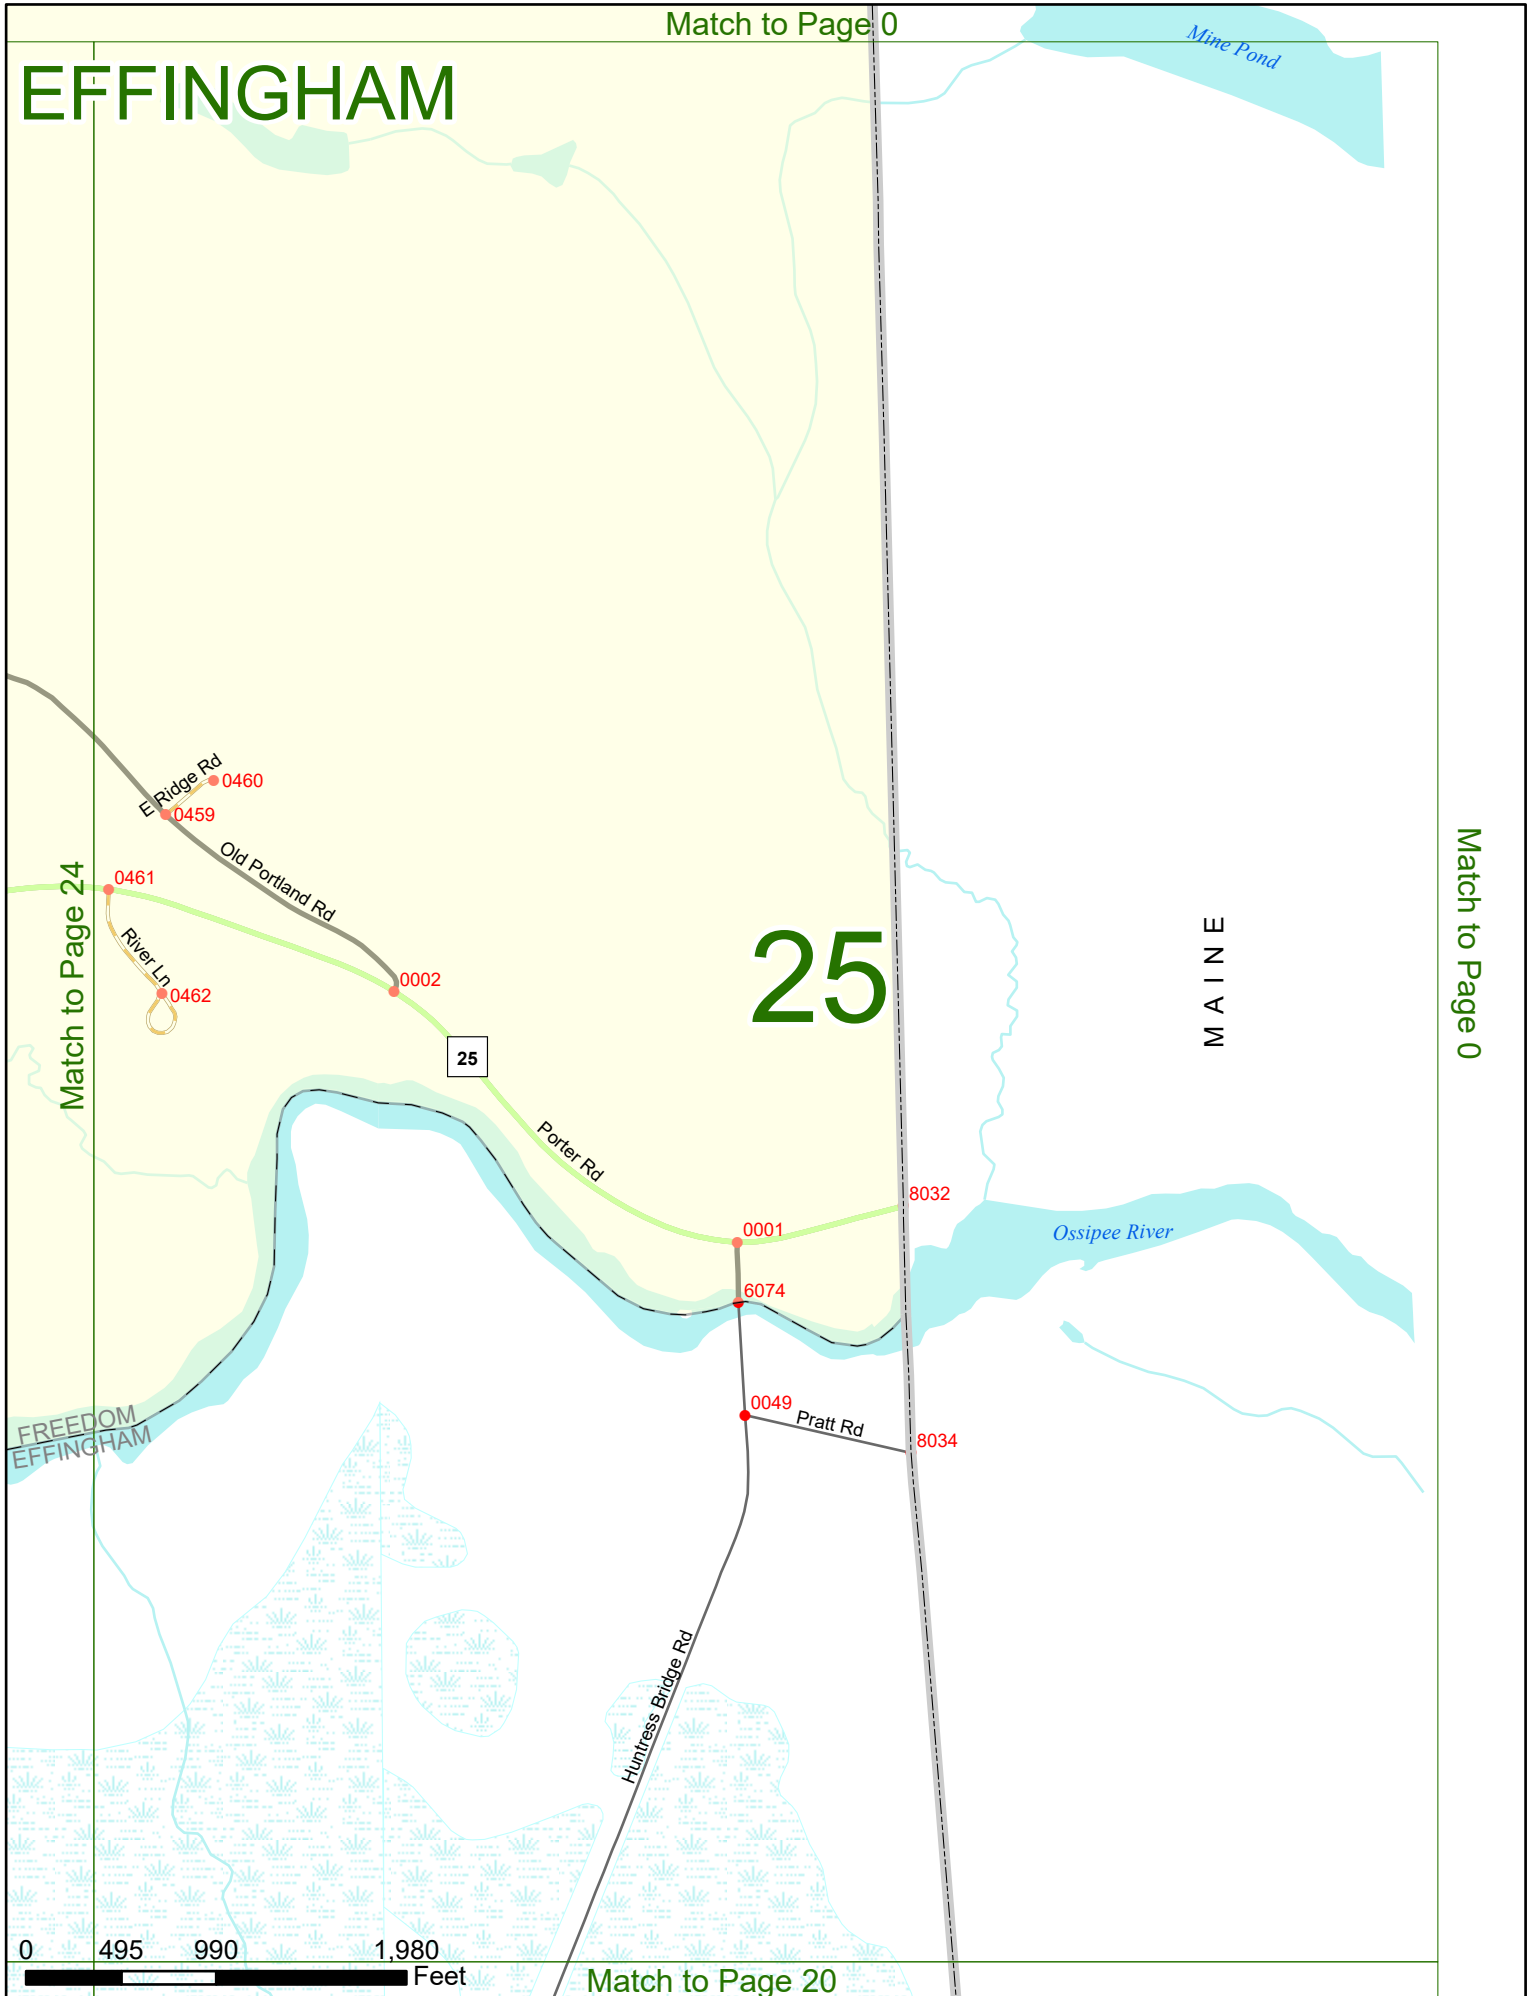 Match to Page 0
Mine Pond
EFFINGHAM
E Ridge Rd
0460
0459
Old Portland Rd
Match to Page 24
0461
River Ln
0462
0002
25
25
MAINE
Match to Page 0
Porter Rd
8032
0001
Ossipee River
6074
0049
Pratt Rd
8034
FREEDOM
EFFINGHAM
Huntress Bridge Rd
0 495 990 1,980
Feet
Match to Page 20